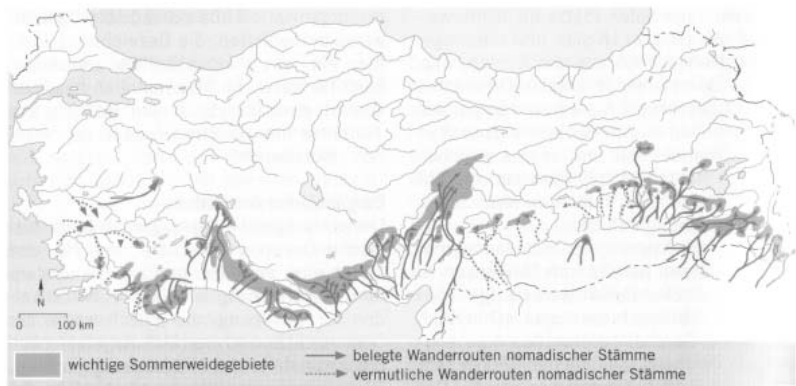 N
0 100 km
wichtige Sommerweidegebiete
belegte Wanderrouten nomadischer Stämme
vermutliche Wanderrouten nomadischer Stämme